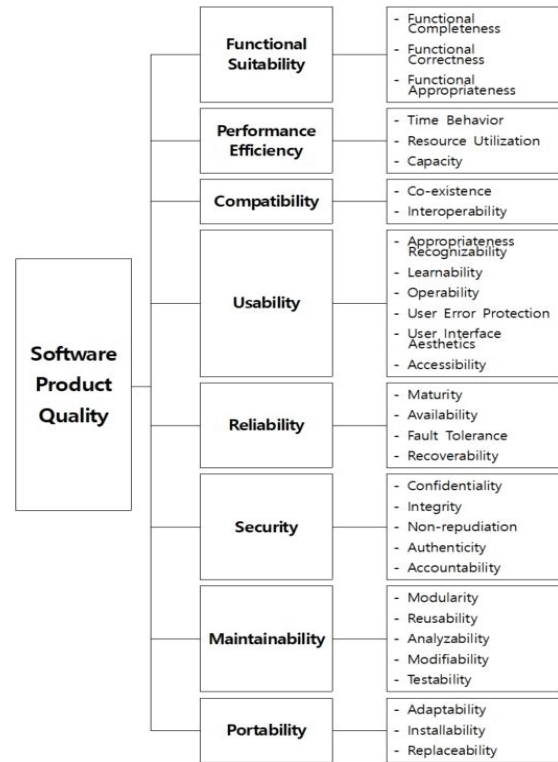 Software
Product
Quality
Functional
Suitability
- Functional
Completeness
- Functional
Correctness
- Functional
Appropriateness
Performance
Efficiency
- Time Behavior
- Resource Utilization
- Capacity
Compatibility
- Co-existence
- Interoperability
Usability
- Appropriateness
Recognizability
- Learnability
- Operability
- User Error Protection
- User Interface
Aesthetics
- Accessibility
Reliability
- Maturity
- Availability
- Fault Tolerance
- Recoverability
Security
- Confidentiality
- Integrity
- Non-repudiation
- Authenticity
- Accountability
Maintainability
- Modularity
- Reusability
- Analyzability
- Modifiability
- Testability
Portability
- Adaptability
- Installability
- Replaceability